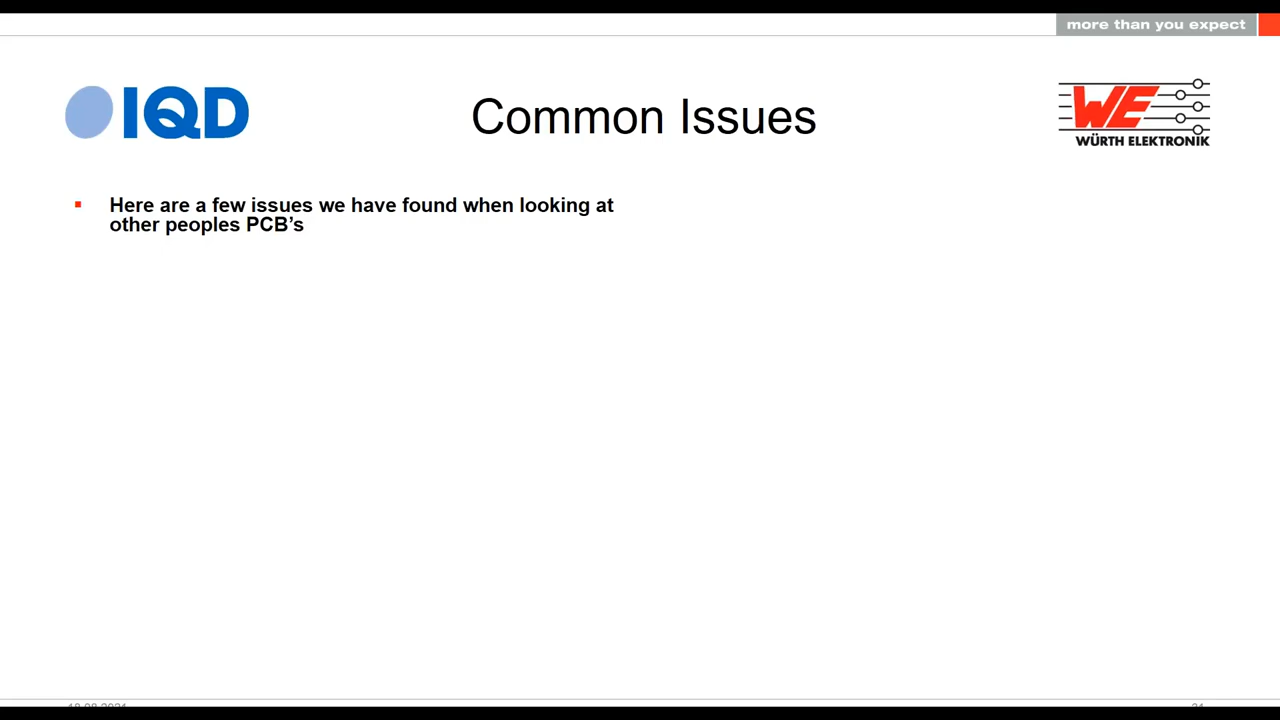 more than you expect
IQD
Common Issues
WE
WÜRTH ELEKTRONIK
Here are a few issues we have found when looking at
other peoples PCB's